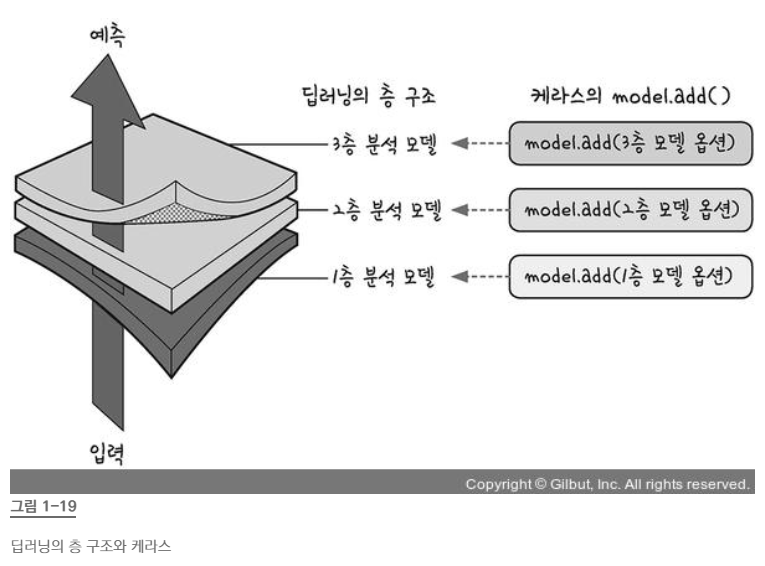 예측
딥러닝의 층 구조
케라스의 model.add()
3층 분석 모델
model.add(3층 모델 옵션)
2층 분석 모델
model.add(2층 모델 옵션)
1층 분석 모델
model.add(1층 모델 옵션)
입력
Copyright © Gilbut, Inc. All rights reserved.
그림 1-19
딥러닝의 층 구조와 케라스